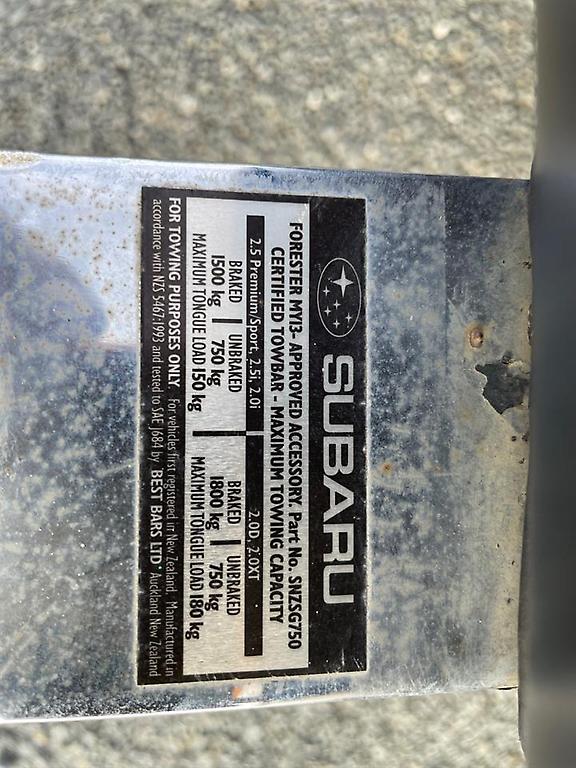 SUBARU
FORESTER MY13- APPROVED ACCESSORY. Part No. SNZSG750
CERTIFIED TOWBAR - MAXIMUM TOWING CAPACITY
2.5 Premium/Sport, 2.5i, 2.0i 2.0D, 2.0XT
BRAKED UNBRAKED BRAKED UNBRAKED
1500 kg 750 kg 1800 kg 750 kg
MAXIMUM TONGUE LOAD 150 kg MAXIMUM TONGUE LOAD 180 kg
FOR TOWING PURPOSES ONLY. For vehicles first registered in New Zealand. Manufactured in
accordance with NZS 5467:1993 and tested to SAE J684 by BEST BARS LTD • Auckland New Zealand